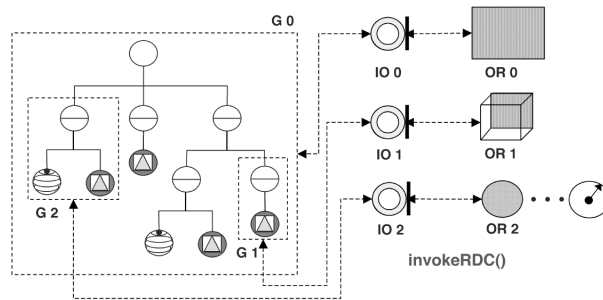 G 0
IO 0
OR 0
IO 1
OR 1
G 2
G 1
IO 2
OR 2
invokeRDC()